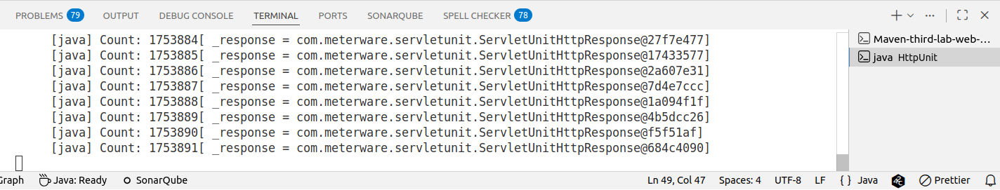 PROBLEMS 79 OUTPUT DEBUG CONSOLE TERMINAL PORTS SONARQUBE SPELL CHECKER 78
[java] Count: 1753884[ _response = com.meterware.servletunit.ServletUnitHttpResponse@27f7e477]
[java] Count: 1753885[ _response = com.meterware.servletunit.ServletUnitHttpResponse@17433577]
[java] Count: 1753886[ _response = com.meterware.servletunit.ServletUnitHttpResponse@2a607e31]
[java] Count: 1753887[ _response = com.meterware.servletunit.ServletUnitHttpResponse@7d4e7ccc]
[java] Count: 1753888[ _response = com.meterware.servletunit.ServletUnitHttpResponse@1a094f1f]
[java] Count: 1753889[ _response = com.meterware.servletunit.ServletUnitHttpResponse@4b5dcc26]
[java] Count: 1753890[ _response = com.meterware.servletunit.ServletUnitHttpResponse@f5f51af]
[java] Count: 1753891[ _response = com.meterware.servletunit.ServletUnitHttpResponse@684c4090]
Maven-third-lab-web-...
java HttpUnit
Graph Java: Ready SonarQube Ln 49, Col 47 Spaces: 4 UTF-8 LF { } Java Prettier